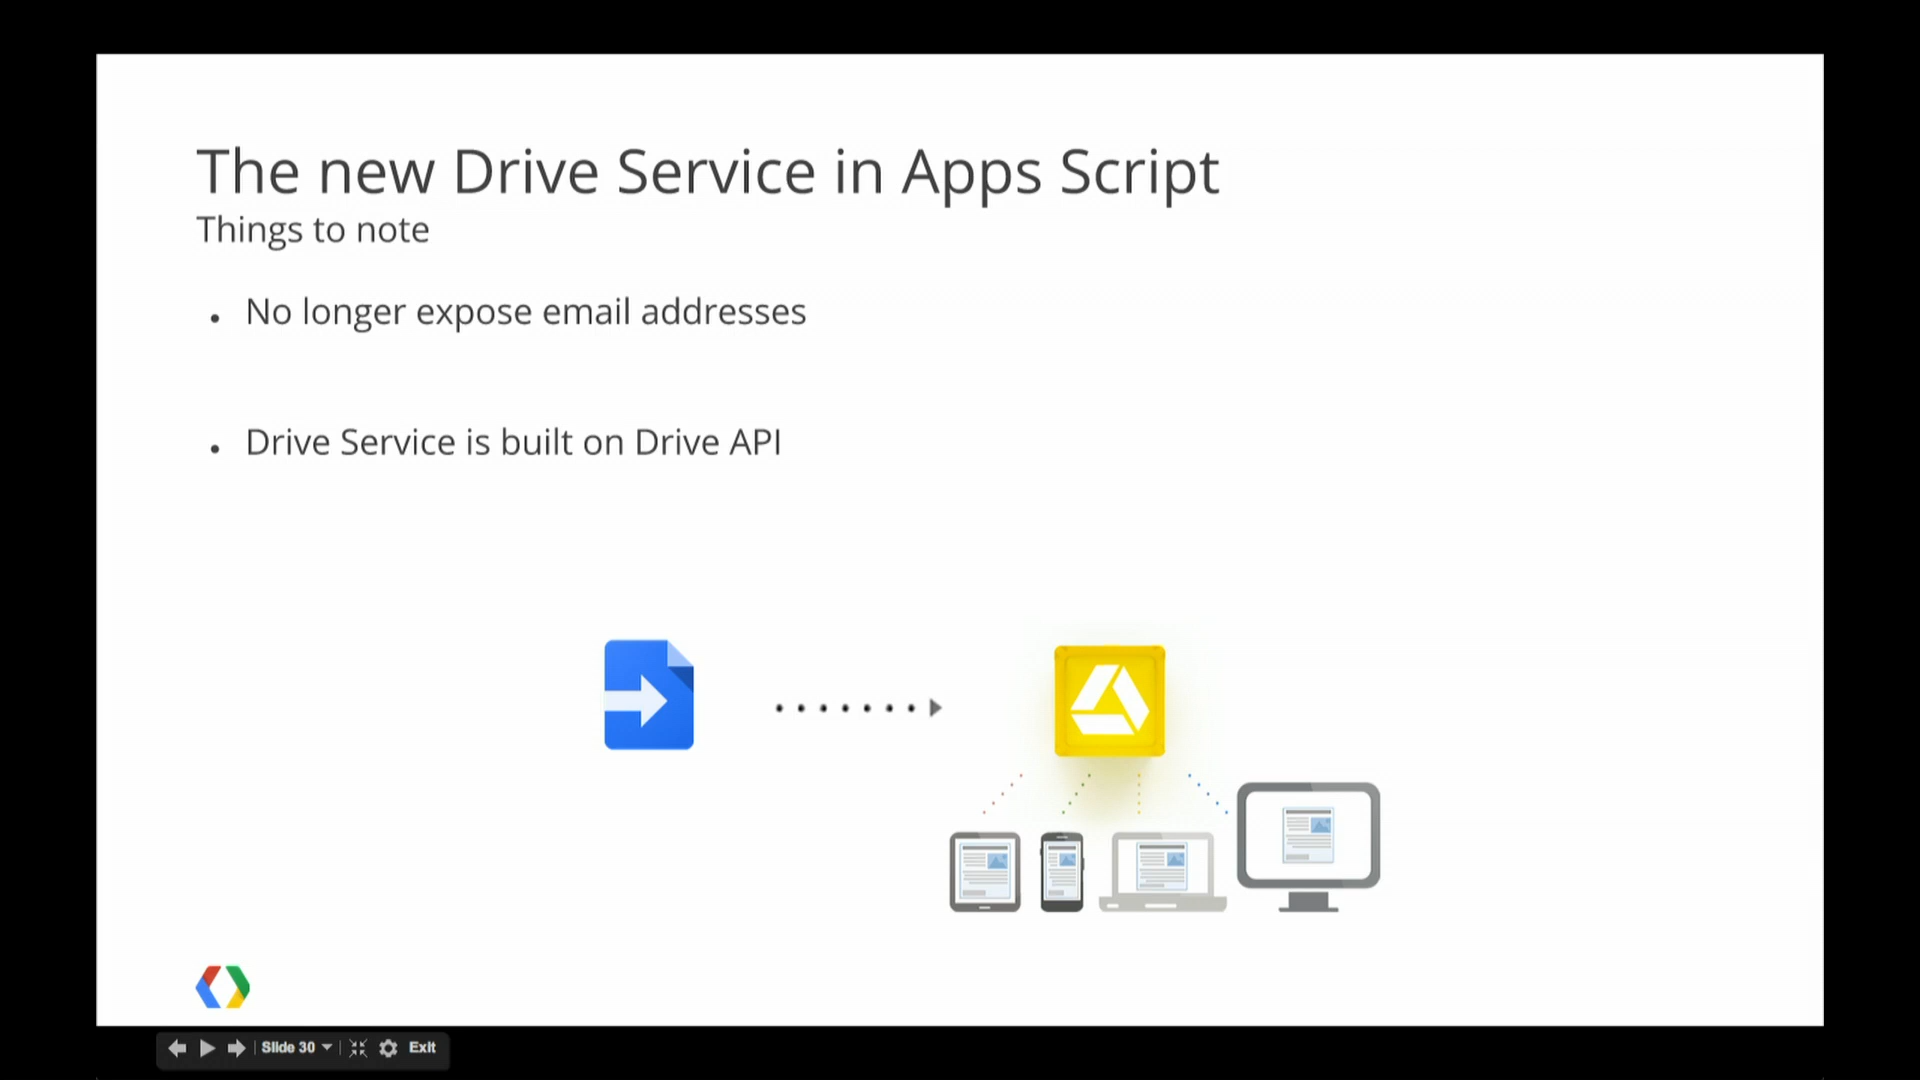 The new Drive Service in Apps Script
Things to note
• No longer expose email addresses
• Drive Service is built on Drive API
Slide 30
Exit